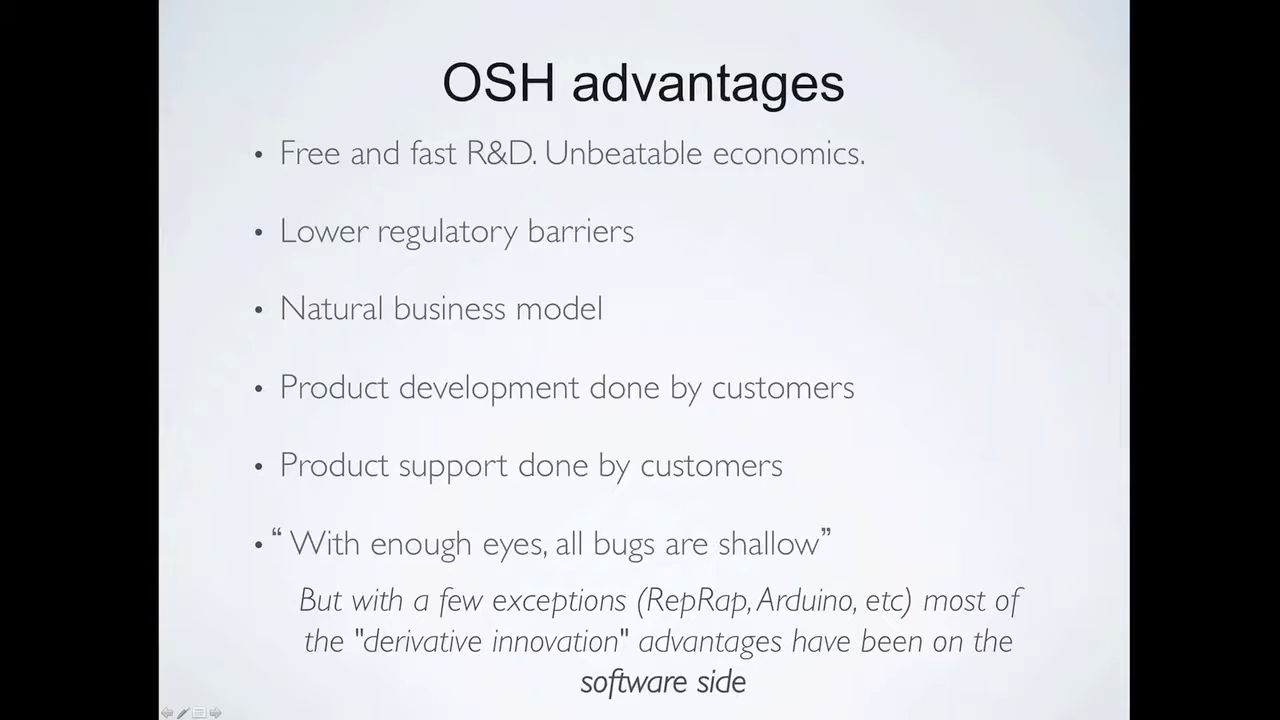 OSH advantages
• Free and fast R&D. Unbeatable economics.
• Lower regulatory barriers
• Natural business model
• Product development done by customers
• Product support done by customers
• “ With enough eyes, all bugs are shallow”
But with a few exceptions (RepRap, Arduino, etc) most of
the "derivative innovation" advantages have been on the
software side